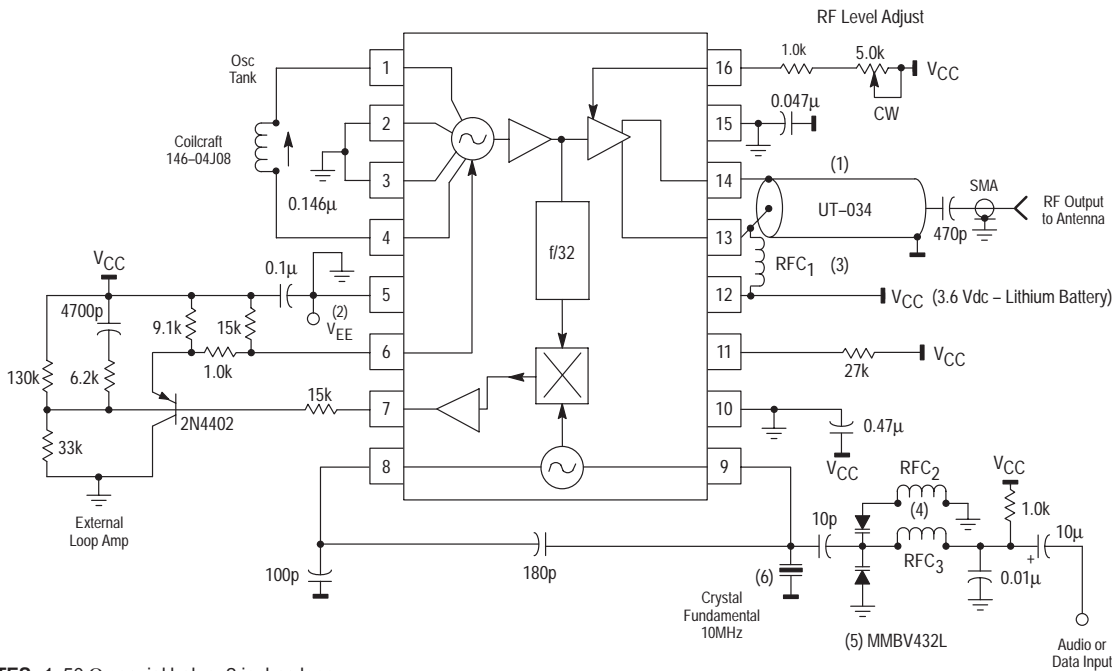 RF Level Adjust
Osc
Tank
1
16
1.0k
5.0k
VCC
CW
0.047µ
2
15
Coilcraft
146–04J08
3
0.146µ
(1)
14
SMA
UT–034
RF Output
to Antenna
470p
4
13
f/32
RFC1
(3)
VCC
0.1µ
5
12
VCC (3.6 Vdc – Lithium Battery)
4700p
(2)
VEE
9.1k
15k
6
11
VCC
27k
1.0k
130k
6.2k
15k
7
10
2N4402
0.47µ
33k
8
9
VCC
RFC2
VCC
External
Loop Amp
10p
(4)
1.0k
10µ
+
RFC3
100p
180p
(6)
0.01µ
Crystal
Fundamental
10MHz
(5) MMBV432L
Audio or
Data Input